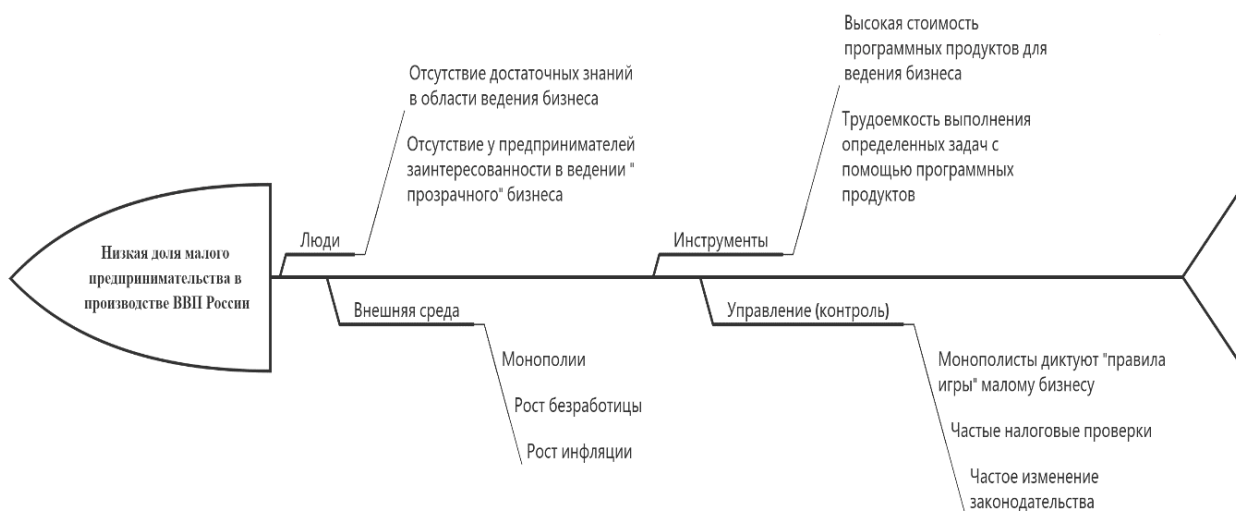 Низкая доля малого
предпринимательства в
производстве ВВП России
Люди
Отсутствие достаточных знаний
в области ведения бизнеса
Отсутствие у предпринимателей
заинтересованности в ведении "
прозрачного" бизнеса
Инструменты
Высокая стоимость
программных продуктов для
ведения бизнеса
Трудоемкость выполнения
определенных задач с
помощью программных
продуктов
Внешняя среда
Монополии
Рост безработицы
Рост инфляции
Управление (контроль)
Монополисты диктуют "правила
игры" малому бизнесу
Частые налоговые проверки
Частое изменение
законодательства